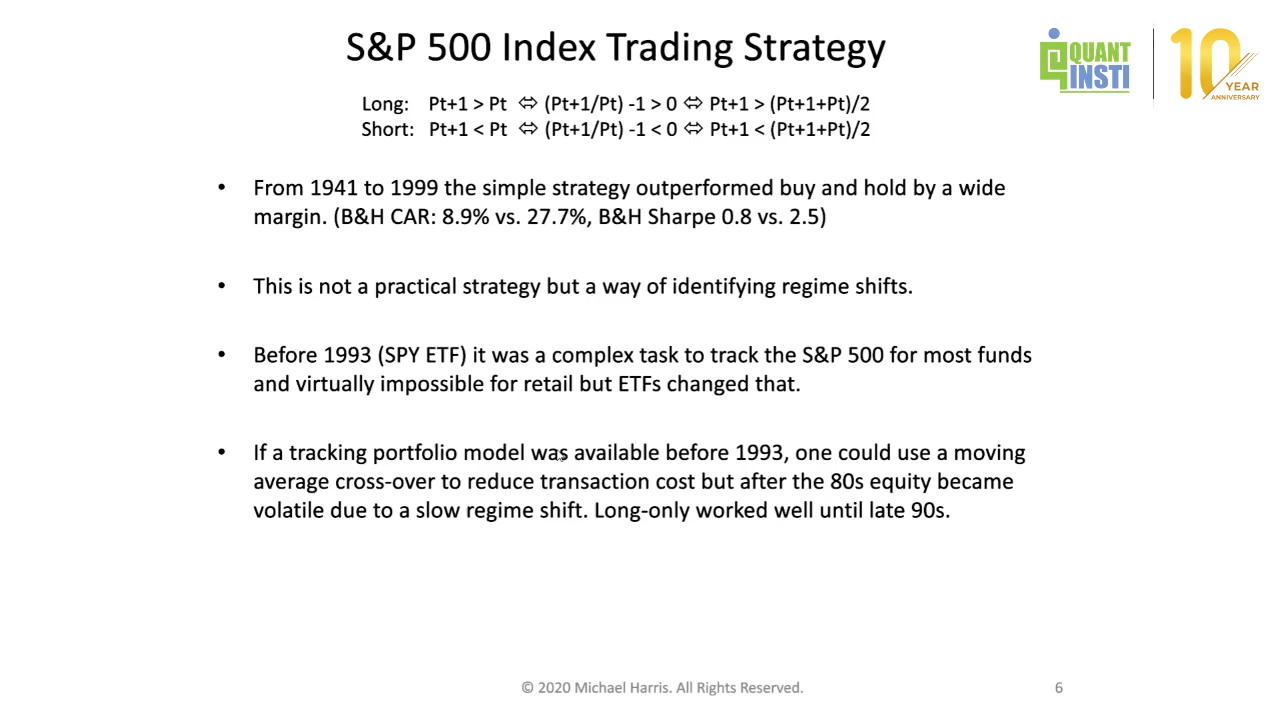 S&P 500 Index Trading Strategy
QUANT
INSTI
10
YEAR
ANNIVERSARY
Long: Pt+1 > Pt ⇔ (Pt+1/Pt) -1 > 0 ⇔ Pt+1 > (Pt+1+Pt)/2
Short: Pt+1 < Pt ⇔ (Pt+1/Pt) -1 < 0 ⇔ Pt+1 < (Pt+1+Pt)/2
• From 1941 to 1999 the simple strategy outperformed buy and hold by a wide
margin. (B&H CAR: 8.9% vs. 27.7%, B&H Sharpe 0.8 vs. 2.5)
• This is not a practical strategy but a way of identifying regime shifts.
• Before 1993 (SPY ETF) it was a complex task to track the S&P 500 for most funds
and virtually impossible for retail but ETFs changed that.
• If a tracking portfolio model was available before 1993, one could use a moving
average cross-over to reduce transaction cost but after the 80s equity became
volatile due to a slow regime shift. Long-only worked well until late 90s.
© 2020 Michael Harris. All Rights Reserved.
6